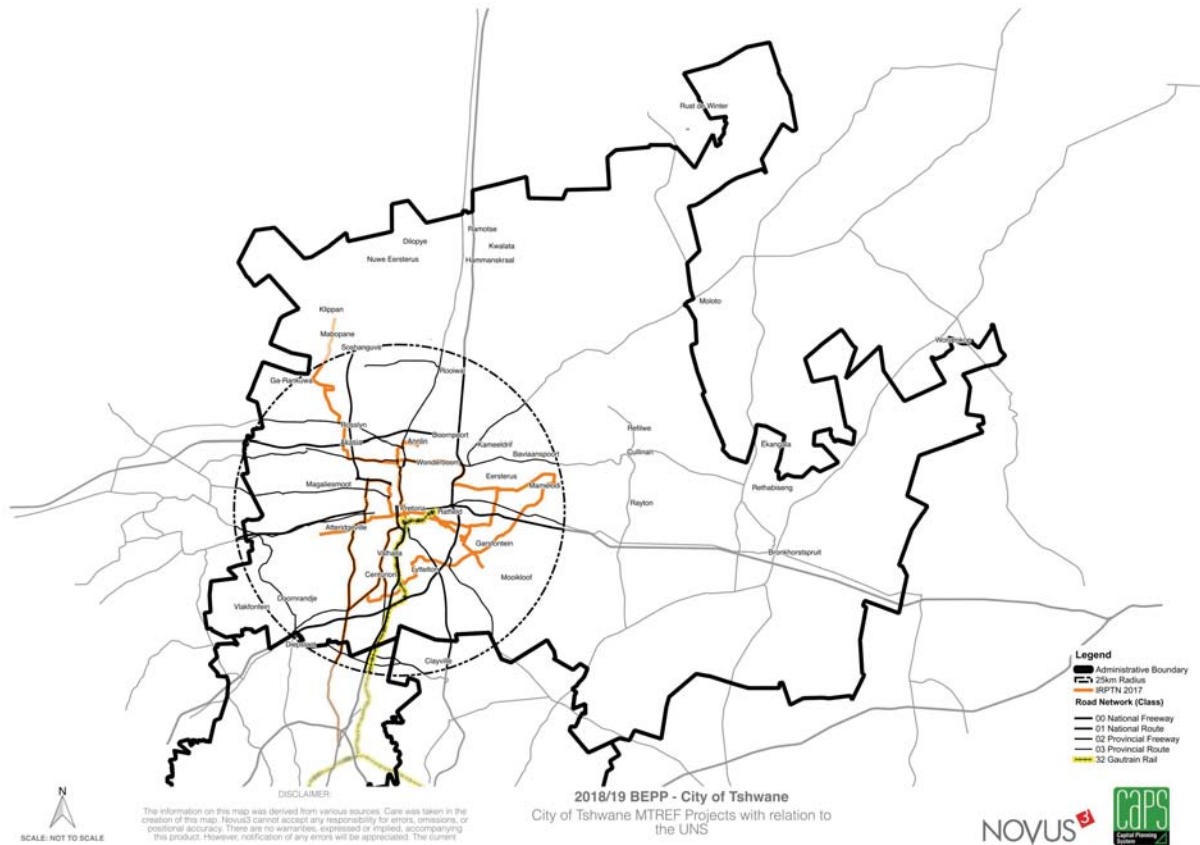 Rust de Winter
Ramotse
Dilopye
Kwalata
Nuwe Eersterus
Hammanskraal
Moloto
Klippan
Mabopane
Soshanguve
Rooiwal
Ga-Rankuwa
Rosslyn
Akasia
Annlin
Boompoort
Kameeldrif
Wonderboom
Baviaanspoort
Refilwe
Cullinan
Ekangala
Magaliesmoot
Eersterus
Mamelodi
Rethabiseng
Rayton
Pretoria
Hatfield
Atteridgeville
Valhalla
Garsfontein
Bronkhorstspruit
Centurion
Lyttelton
Mooikloof
Vlakfontein
Doornrandje
Diepsloot
Clayville
Legend
Administrative Boundary
25km Radius
IRPTN 2017
Road Network (Class)
00 National Freeway
01 National Route
02 Provincial Freeway
03 Provincial Route
32 Gautrain Rail
N
SCALE: NOT TO SCALE
DISCLAIMER:
The information on this map was derived from various sources. Care was taken in the
creation of this map. Novus3 cannot accept any responsibility for errors, omissions, or
positional accuracy. There are no warranties, expressed or implied, accompanying
this product. However, notification of any errors will be appreciated. The current
2018/19 BEPP - City of Tshwane
City of Tshwane MTREF Projects with relation to
the UNS
NOVUS3
CAPS
Capital Planning
System